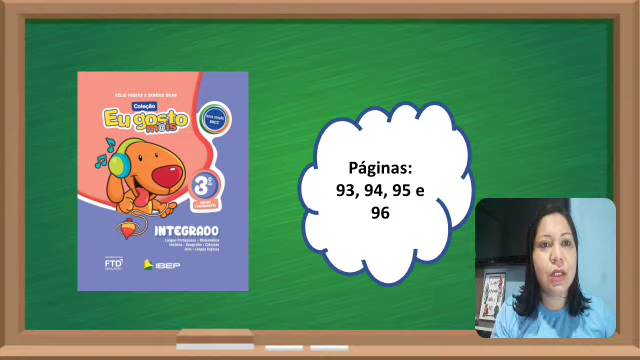 CÉLIA PASSOS E ZENEIDE SILVA
Coleção
Eu gosto
mais
3º
INTEGRADO
Língua Portuguesa • Matemática
História • Geografia • Ciências
Arte • Língua Inglesa
FTD
EDUCAÇÃO
IBEP
Páginas:
93, 94, 95 e
96